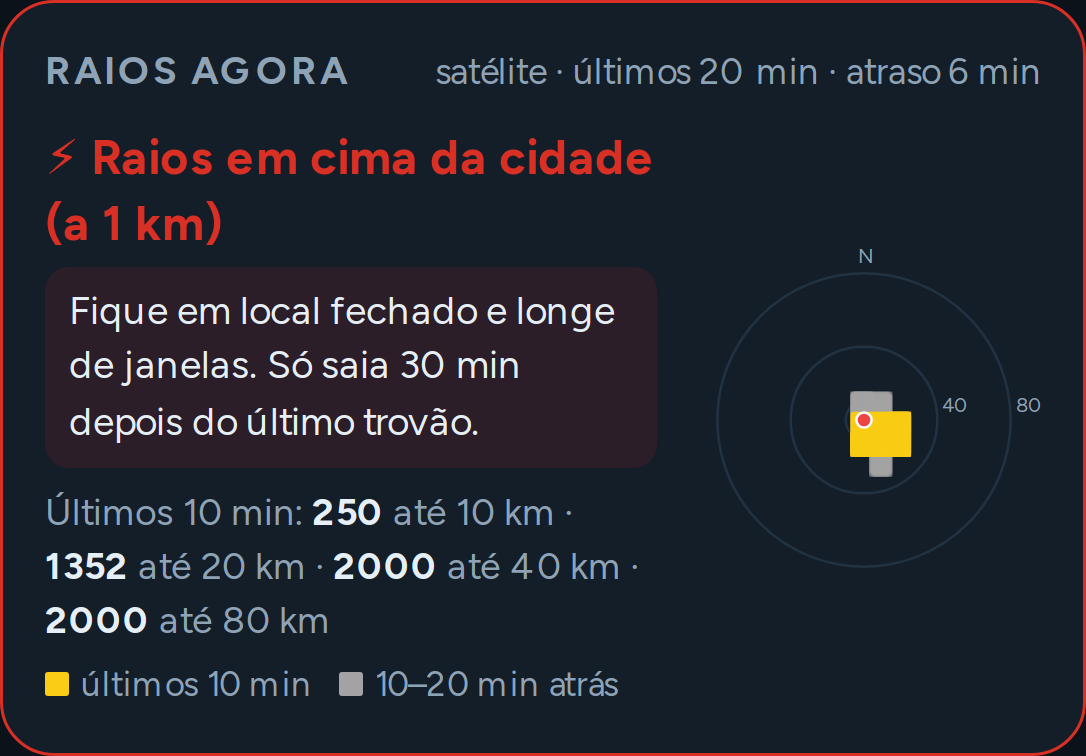 RAIOS AGORA
satélite · últimos 20 min · atraso 6 min
⚡ Raios em cima da cidade
(a 1 km)
Fique em local fechado e longe
de janelas. Só saia 30 min
depois do último trovão.
Últimos 10 min: 250 até 10 km ·
1352 até 20 km · 2000 até 40 km ·
2000 até 80 km
últimos 10 min 10–20 min atrás
N
40 80